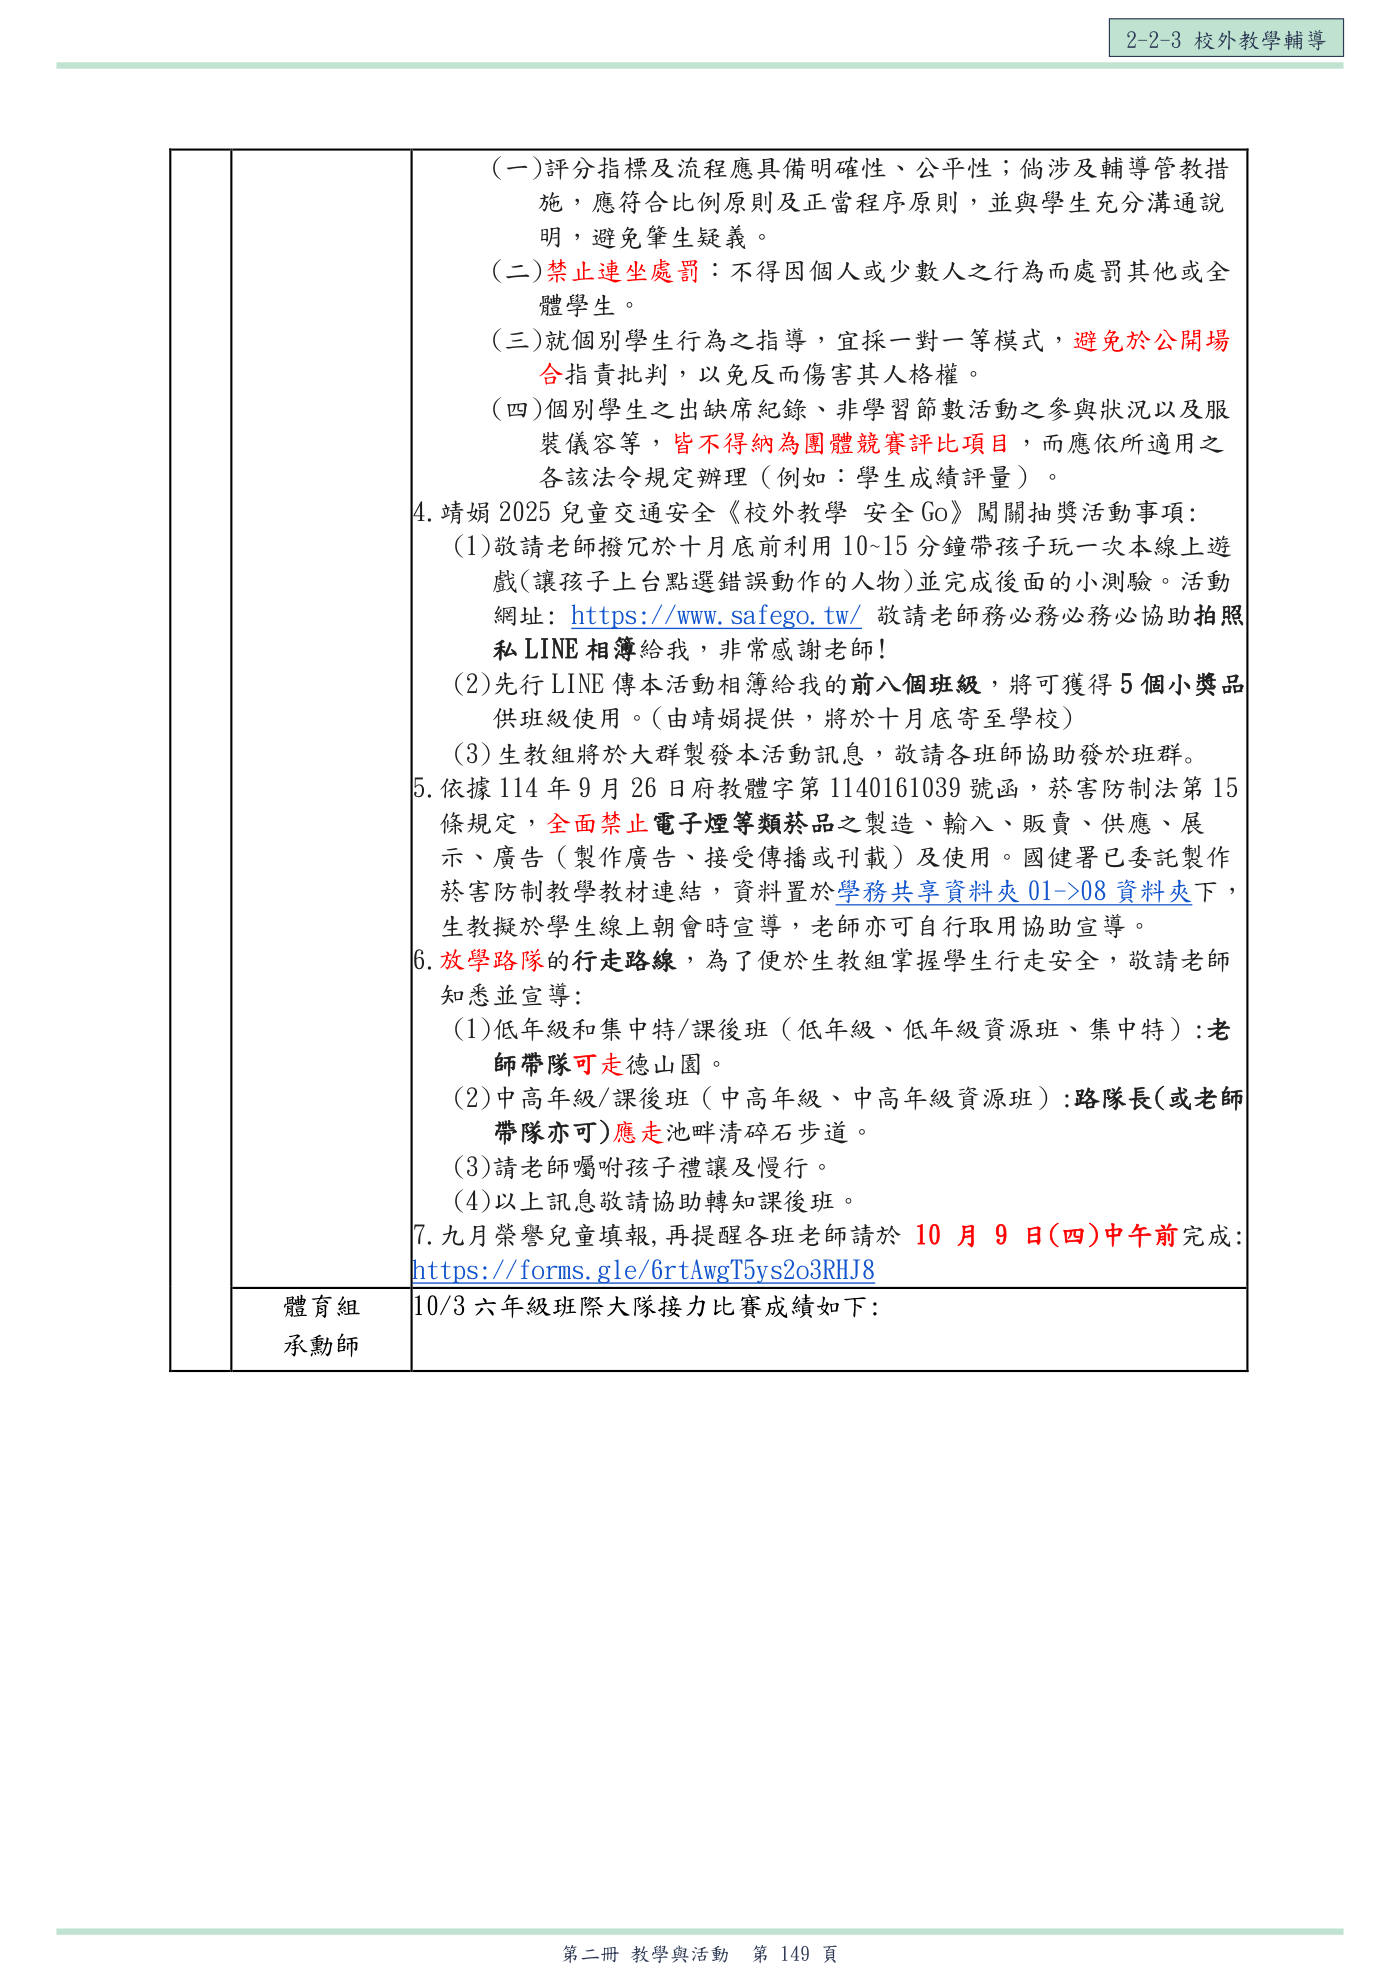 2-2-3 校外教學輔導
(一)評分指標及流程應具備明確性、公平性；倘涉及輔導管教措
施，應符合比例原則及正當程序原則，並與學生充分溝通說
明，避免肇生疑義。
(二)禁止連坐處罰：不得因個人或少數人之行為而處罰其他或全
體學生。
(三)就個別學生行為之指導，宜採一對一等模式，避免於公開場
合指責批判，以免反而傷害其人格權。
(四)個別學生之出缺席紀錄、非學習節數活動之參與狀況以及服
裝儀容等，皆不得納為團體競賽評比項目，而應依所適用之
各該法令規定辦理（例如：學生成績評量）。
4.靖娟 2025 兒童交通安全《校外教學 安全 Go》闖關抽獎活動事項:
(1)敬請老師撥冗於十月底前利用 10~15 分鐘帶孩子玩一次本線上遊
戲(讓孩子上台點選錯誤動作的人物)並完成後面的小測驗。活動
網址: https://www.safego.tw/ 敬請老師務必務必務必協助拍照
私 LINE 相簿給我，非常感謝老師!
(2)先行 LINE 傳本活動相簿給我的前八個班級，將可獲得 5 個小獎品
供班級使用。(由靖娟提供，將於十月底寄至學校)
(3)生教組將於大群製發本活動訊息，敬請各班師協助發於班群。
5.依據 114 年 9 月 26 日府教體字第 1140161039 號函，菸害防制法第 15
條規定，全面禁止電子煙等類菸品之製造、輸入、販賣、供應、展
示、廣告（製作廣告、接受傳播或刊載）及使用。國健署已委託製作
菸害防制教學教材連結，資料置於學務共享資料夾 01->08 資料夾下，
生教擬於學生線上朝會時宣導，老師亦可自行取用協助宣導。
6.放學路隊的行走路線，為了便於生教組掌握學生行走安全，敬請老師
知悉並宣導:
(1)低年級和集中特/課後班（低年級、低年級資源班、集中特）:老
師帶隊可走德山園。
(2)中高年級/課後班（中高年級、中高年級資源班）:路隊長(或老師
帶隊亦可)應走池畔清碎石步道。
(3)請老師囑咐孩子禮讓及慢行。
(4)以上訊息敬請協助轉知課後班。
7.九月榮譽兒童填報,再提醒各班老師請於 10 月 9 日(四)中午前完成:
https://forms.gle/6rtAwgT5ys2o3RHJ8
體育組
承勳師
10/3 六年級班際大隊接力比賽成績如下:
第二冊 教學與活動 第 149 頁